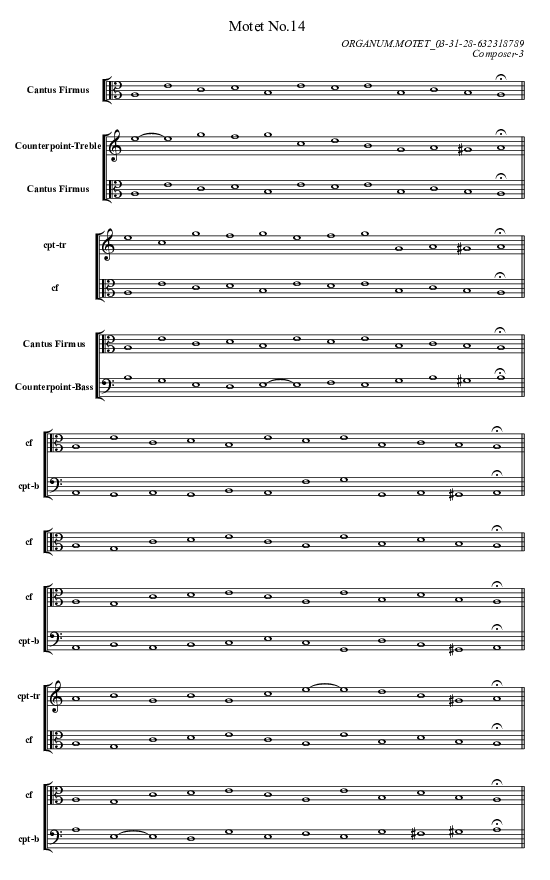 Motet No.14
ORGANUM.MOTET_03-31-28-632318789
Composer-3
Cantus Firmus
Counterpoint-Treble
Cantus Firmus
cpt-tr
cf
Cantus Firmus
Counterpoint-Bass
cf
cpt-b
cf
cf
cpt-b
cpt-tr
cf
cf
cpt-b